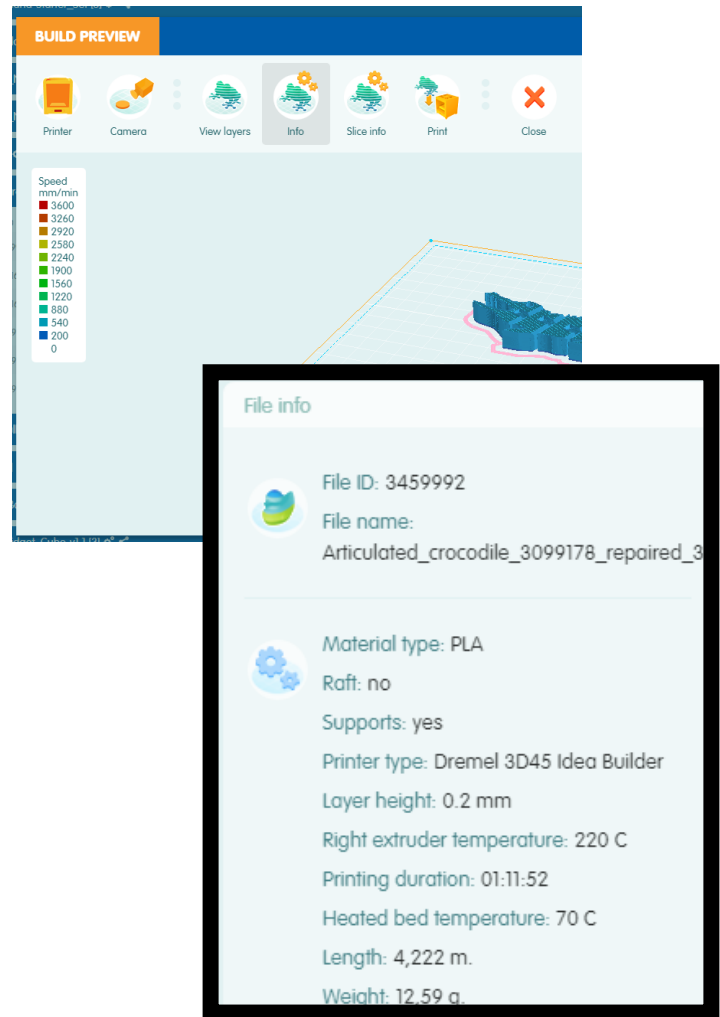 BUILD PREVIEW
Printer
Camera
View layers
Info
Slice info
Print
Close
Speed
mm/min
3600
3260
2920
2580
2240
1900
1560
1220
880
540
200
0
File info
File ID: 3459992
File name:
Articulated_crocodile_3099178_repaired_3
Material type: PLA
Raft: no
Supports: yes
Printer type: Dremel 3D45 Idea Builder
Layer height: 0.2 mm
Right extruder temperature: 220 C
Printing duration: 01:11:52
Heated bed temperature: 70 C
Length: 4,222 m.
Weight: 12,59 g.